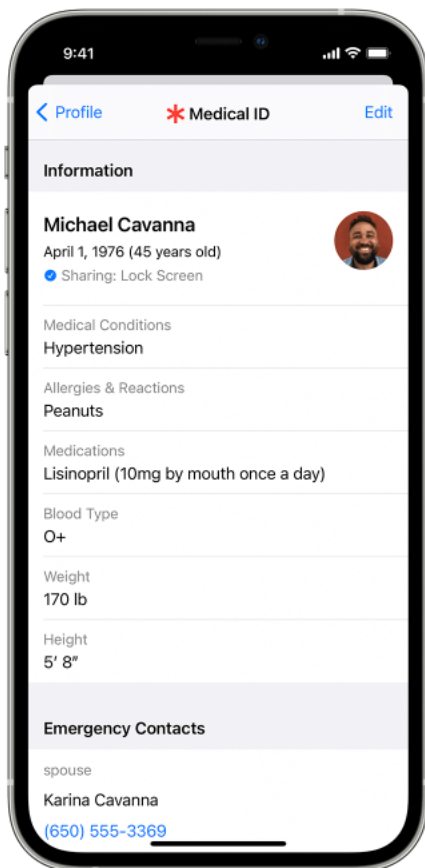 9:41
Profile
Medical ID
Edit
Information
Michael Cavanna
April 1, 1976 (45 years old)
Sharing: Lock Screen
Medical Conditions
Hypertension
Allergies & Reactions
Peanuts
Medications
Lisinopril (10mg by mouth once a day)
Blood Type
O+
Weight
170 lb
Height
5′ 8″
Emergency Contacts
spouse
Karina Cavanna
(650) 555-3369